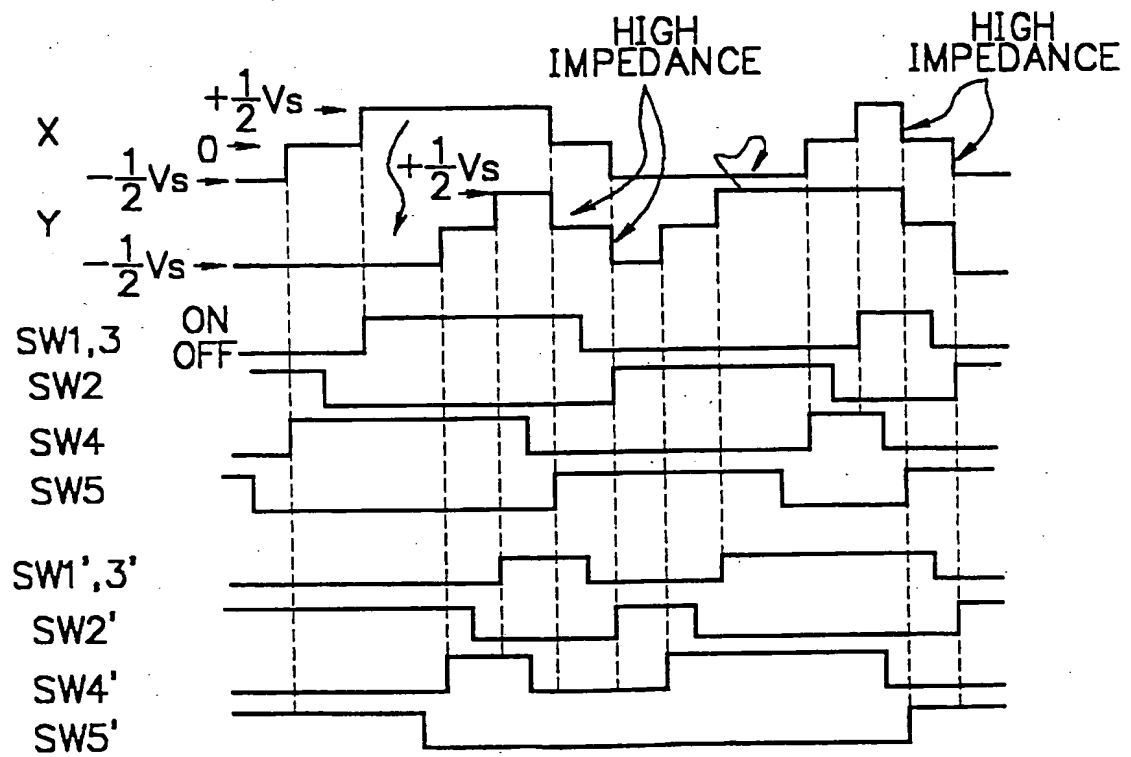 HIGH
IMPEDANCE
HIGH
IMPEDANCE
X
+1/2Vs
0
-1/2Vs
+1/2Vs
Y
-1/2Vs
SW1,3
ON
OFF
SW2
SW4
SW5
SW1',3'
SW2'
SW4'
SW5'